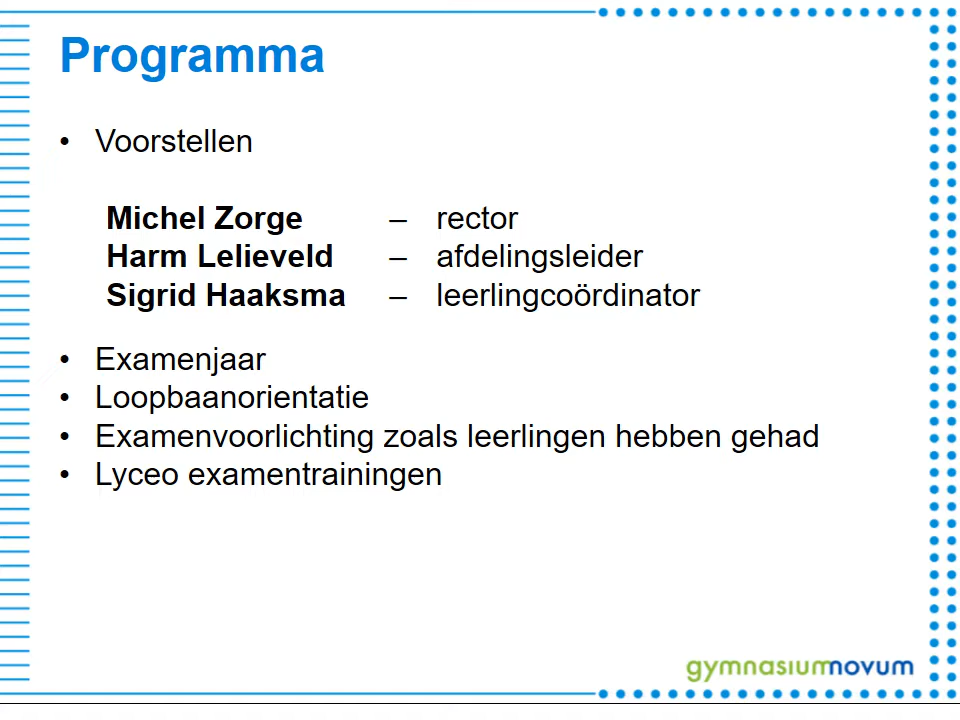 Programma
• Voorstellen
Michel Zorge – rector
Harm Lelieveld – afdelingsleider
Sigrid Haaksma – leerlingcoördinator
• Examenjaar
• Loopbaanorientatie
• Examenvoorlichting zoals leerlingen hebben gehad
• Lyceo examentrainingen
gymnasiumnovum